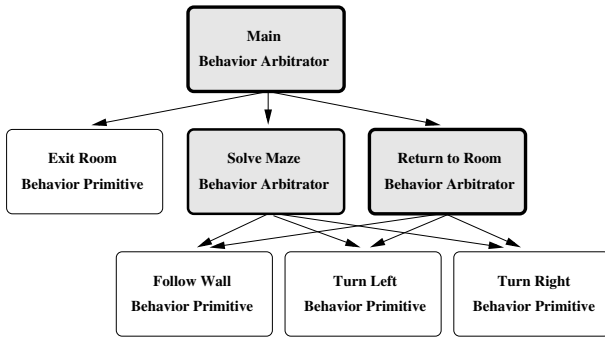 Main
Behavior Arbitrator
Exit Room
Behavior Primitive
Solve Maze
Behavior Arbitrator
Return to Room
Behavior Arbitrator
Follow Wall
Behavior Primitive
Turn Left
Behavior Primitive
Turn Right
Behavior Primitive